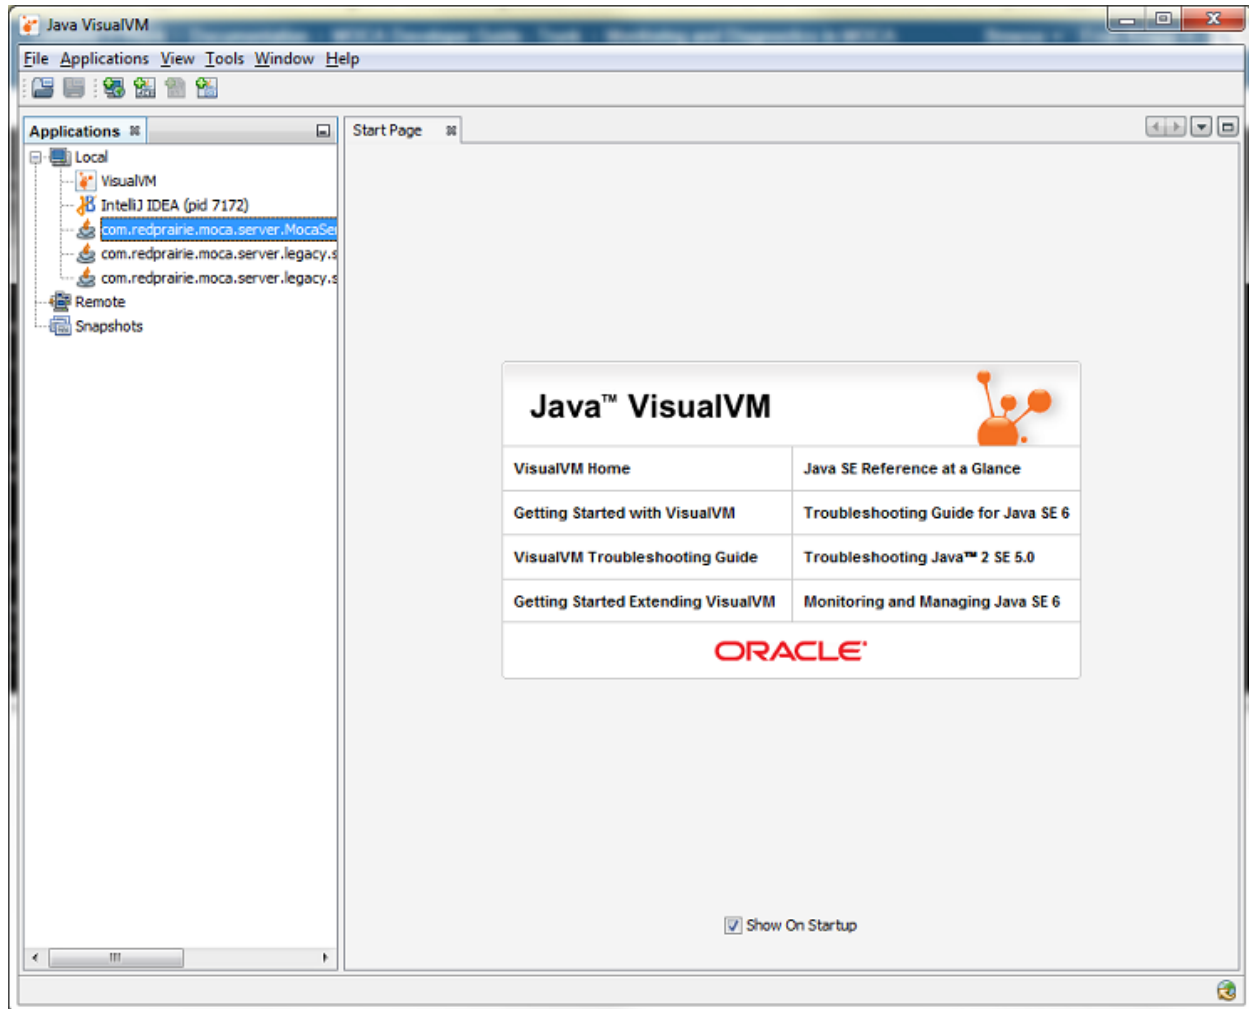 Java VisualVM
File Applications View Tools Window Help
Applications
Start Page
Local
VisualVM
IntelliJ IDEA (pid 7172)
com.redprairie.moca.server.MocaSer
com.redprairie.moca.server.legacy.s
com.redprairie.moca.server.legacy.s
Remote
Snapshots
Java™ VisualVM
VisualVM Home
Java SE Reference at a Glance
Getting Started with VisualVM
Troubleshooting Guide for Java SE 6
VisualVM Troubleshooting Guide
Troubleshooting Java™ 2 SE 5.0
Getting Started Extending VisualVM
Monitoring and Managing Java SE 6
ORACLE
Show On Startup